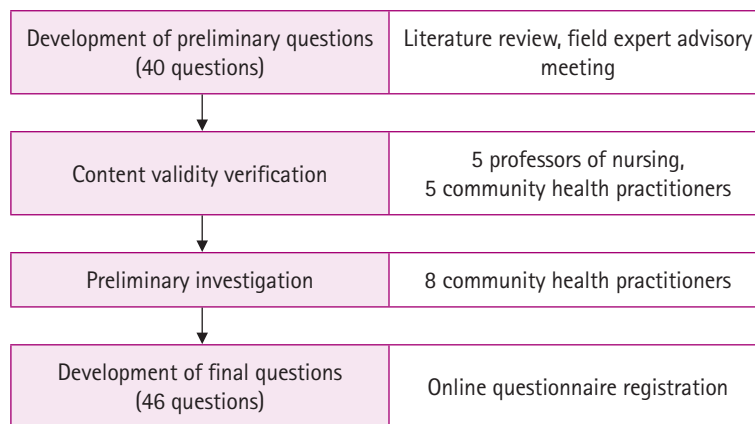 Development of preliminary questions
(40 questions)
Literature review, field expert advisory
meeting
Content validity verification
5 professors of nursing,
5 community health practitioners
Preliminary investigation
8 community health practitioners
Development of final questions
(46 questions)
Online questionnaire registration